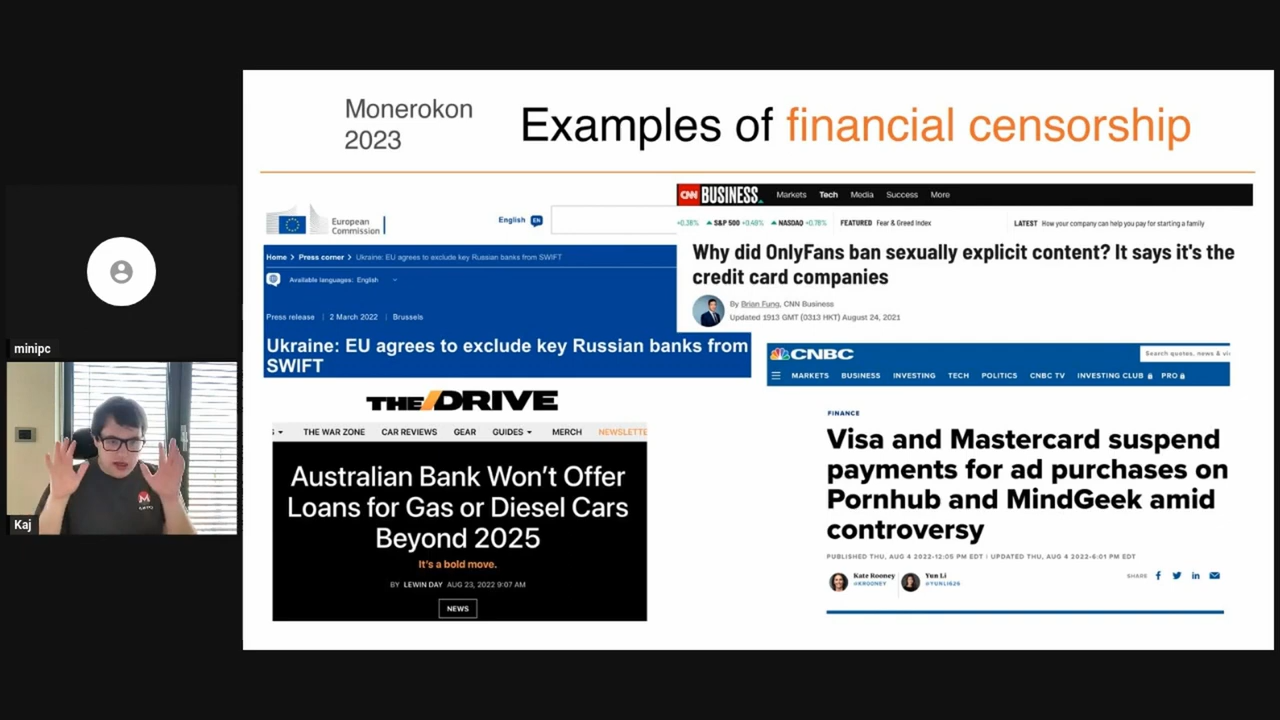 Monerokon
2023
Examples of financial censorship
European
Commission
English EN
Home > Press corner > Ukraine: EU agrees to exclude key Russian banks from SWIFT
Available languages: English
Press release | 2 March 2022 | Brussels
Ukraine: EU agrees to exclude key Russian banks from
SWIFT
CNN BUSINESS Markets Tech Media Success More
+0.36% S&P 500 +0.49% NASDAQ +0.78% FEATURED Fear & Greed Index LATEST How your company can help you pay for starting a family
Why did OnlyFans ban sexually explicit content? It says it's the
credit card companies
By Brian Fung, CNN Business
Updated 1913 GMT (0313 HKT) August 24, 2021
THE DRIVE
THE WAR ZONE CAR REVIEWS GEAR GUIDES MERCH NEWSLETTE
Australian Bank Won't Offer
Loans for Gas or Diesel Cars
Beyond 2025
It's a bold move.
BY LEWIN DAY AUG 23, 2022 9:07 AM
NEWS
CNBC
Search quotes, news & vi
MARKETS BUSINESS INVESTING TECH POLITICS CNBC TV INVESTING CLUB PRO
FINANCE
Visa and Mastercard suspend
payments for ad purchases on
Pornhub and MindGeek amid
controversy
PUBLISHED THU, AUG 4 2022-12:05 PM EDT | UPDATED THU, AUG 4 2022-6:01 PM EDT
Kate Rooney
@KROONEY
Yun Li
@YUNLI626
SHARE
minipc
Kaj